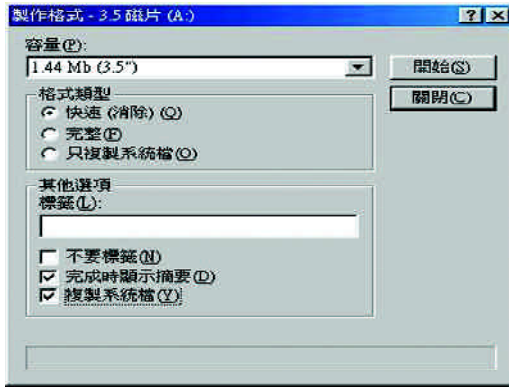 製作格式 - 3.5 磁片 (A:)
容量(P):
1.44 Mb (3.5")
開始(S)
關閉(C)
格式類型
快速 (消除) (Q)
完整(F)
只複製系統檔(O)
其他選項
標籤(L):
不要標籤(N)
完成時顯示摘要(D)
複製系統檔(Y)